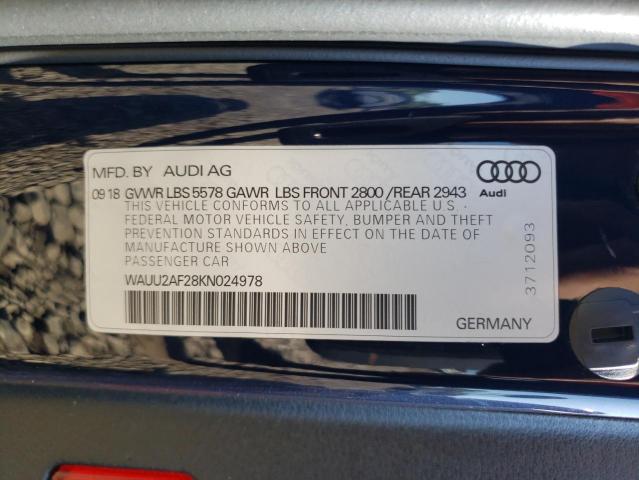 MFD. BY AUDI AG
09 18 GVWR LBS 5578 GAWR LBS FRONT 2800 /REAR 2943
THIS VEHICLE CONFORMS TO ALL APPLICABLE U.S.
FEDERAL MOTOR VEHICLE SAFETY, BUMPER AND THEFT
PREVENTION STANDARDS IN EFFECT ON THE DATE OF
MANUFACTURE SHOWN ABOVE
PASSENGER CAR
WAUU2AF28KN024978
GERMANY
Audi
3712093